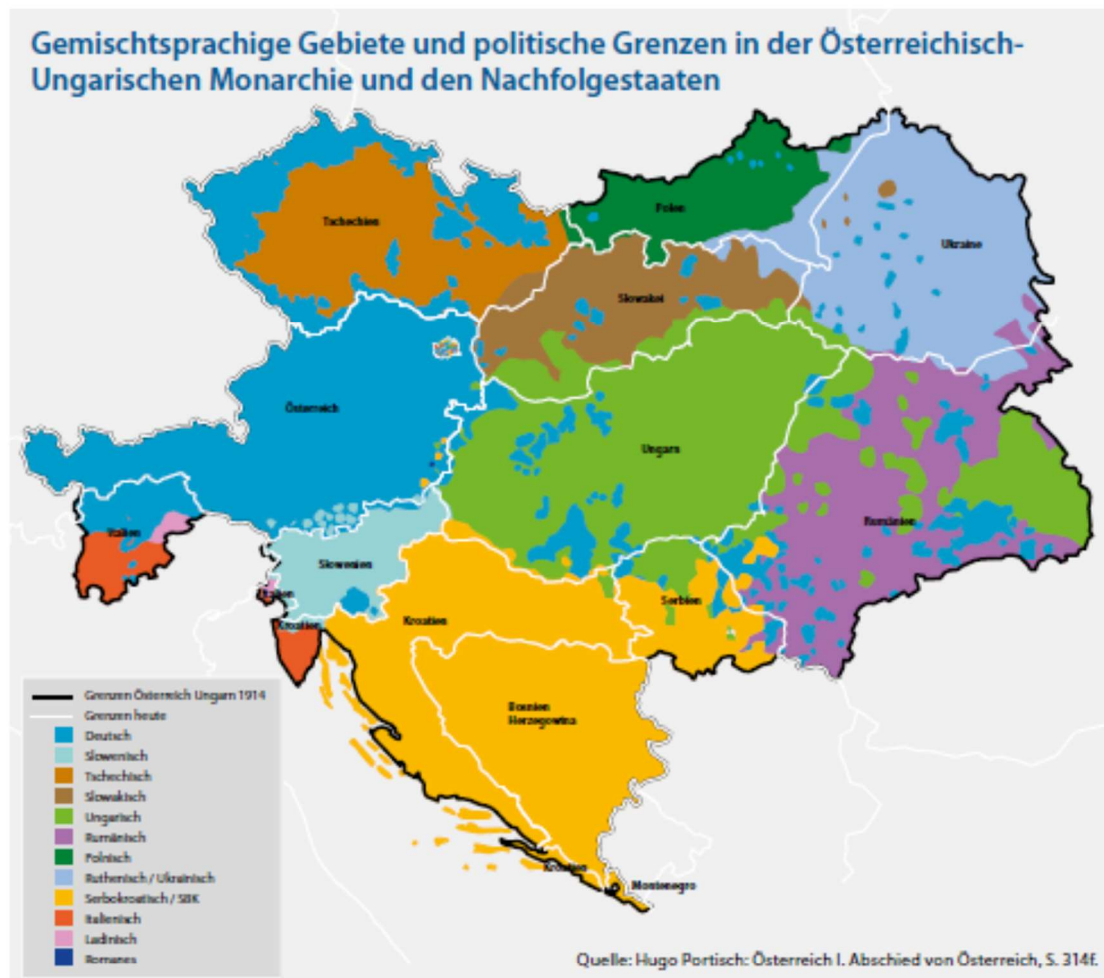 Gemischtsprachige Gebiete und politische Grenzen in der Österreichisch-
Ungarischen Monarchie und den Nachfolgestaaten
Tschechien
Polen
Ukraine
Slowakei
Österreich
Ungarn
Italien
Rumänien
Slowenien
Italien
Serbien
Kroatien
Kroatien
Bosnien
Herzegowina
Kroatien
Montenegro
Grenzen Österreich Ungarn 1914
Grenzen heute
Deutsch
Slowenisch
Tschechisch
Slowakisch
Ungarisch
Rumänisch
Polnisch
Ruthenisch / Ukrainisch
Serbokroatisch / SBK
Italienisch
Ladinisch
Romanes
Quelle: Hugo Portisch: Österreich I. Abschied von Österreich, S. 314f.